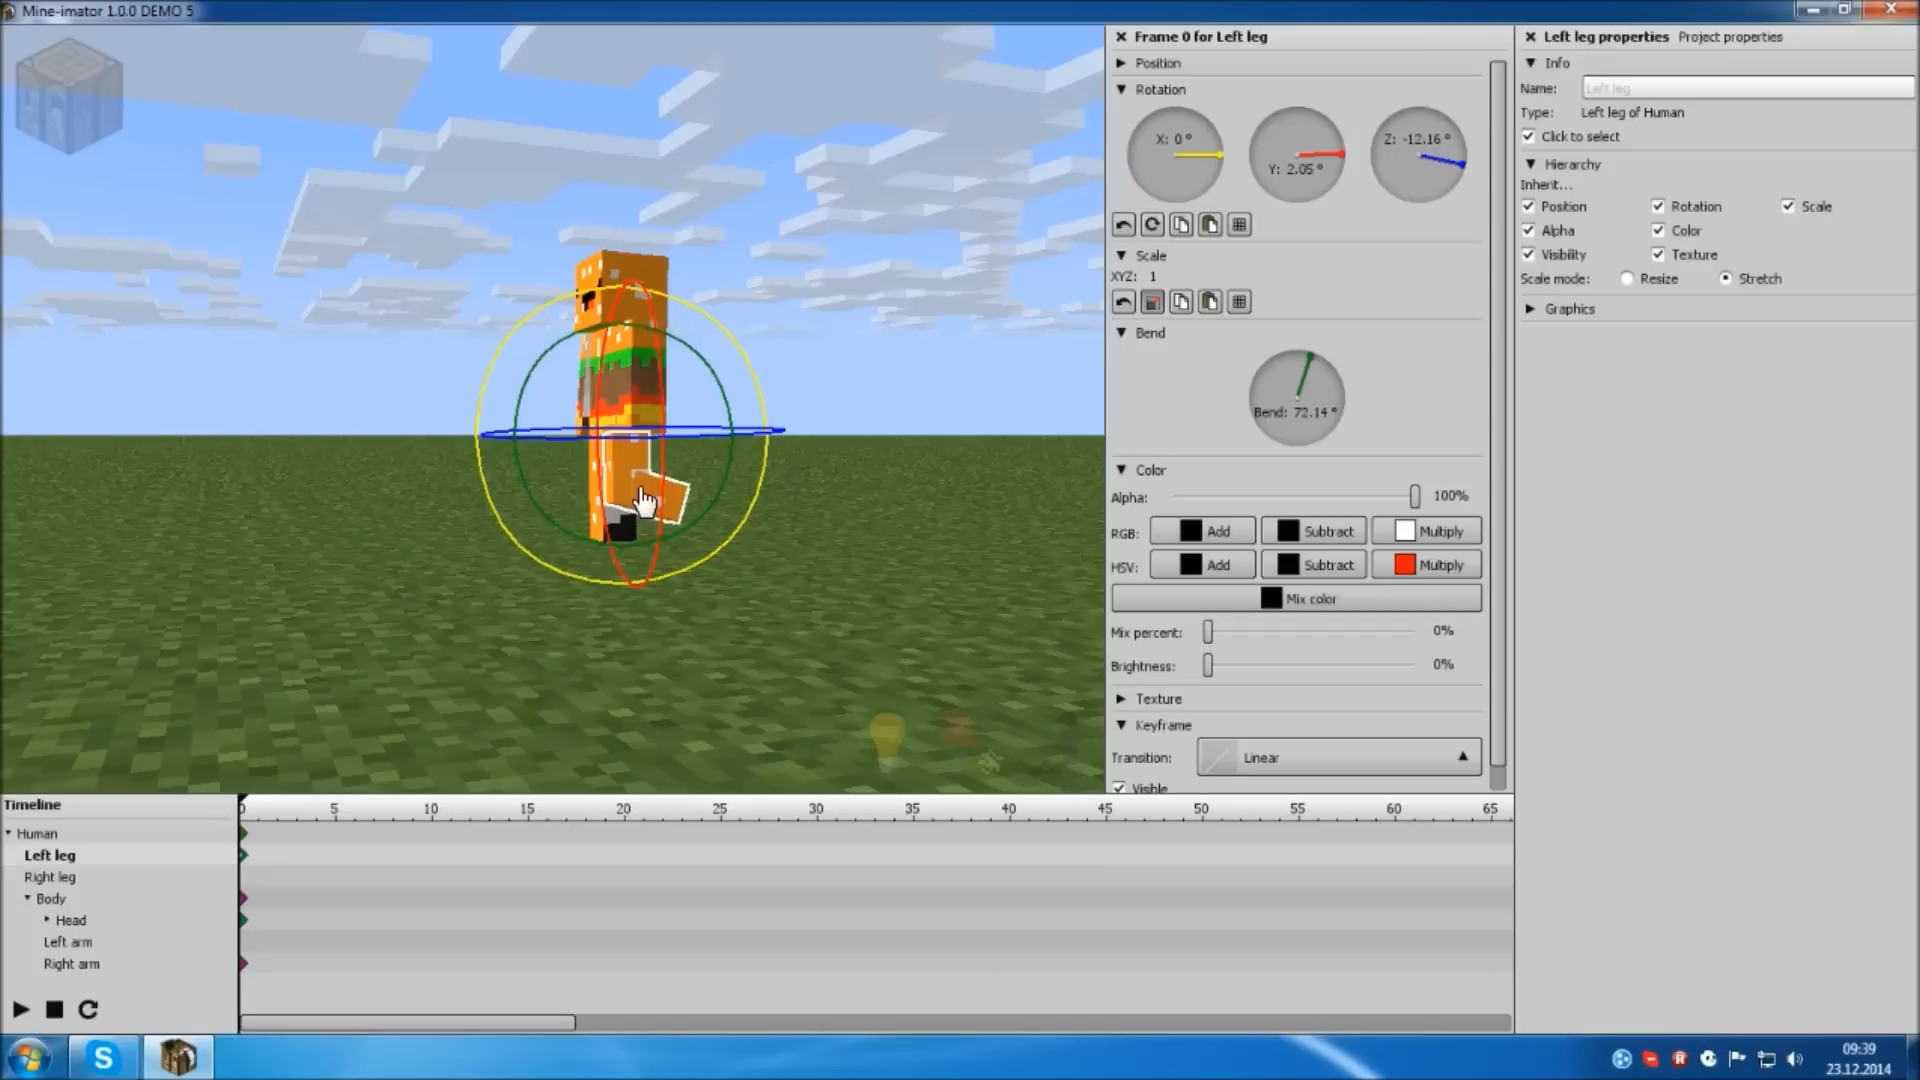 Mine-imator 1.0.0 DEMO 5
Frame 0 for Left leg
Position
Rotation
X: 0 °
Y: 2.05 °
Z: -12.16 °
Scale
XYZ: 1
Bend
Bend: 72.14 °
Color
Alpha: 100%
RGB: Add Subtract Multiply
HSV: Add Subtract Multiply
Mix color
Mix percent: 0%
Brightness: 0%
Texture
Keyframe
Transition: Linear
Visible
Left leg properties Project properties
Info
Name: Left leg
Type: Left leg of Human
Click to select
Hierarchy
Inherit...
Position Rotation Scale
Alpha Color
Visibility Texture
Scale mode: Resize Stretch
Graphics
Timeline
0 5 10 15 20 25 30 35 40 45 50 55 60 65
Human
Left leg
Right leg
Body
Head
Left arm
Right arm
09:39
23.12.2014